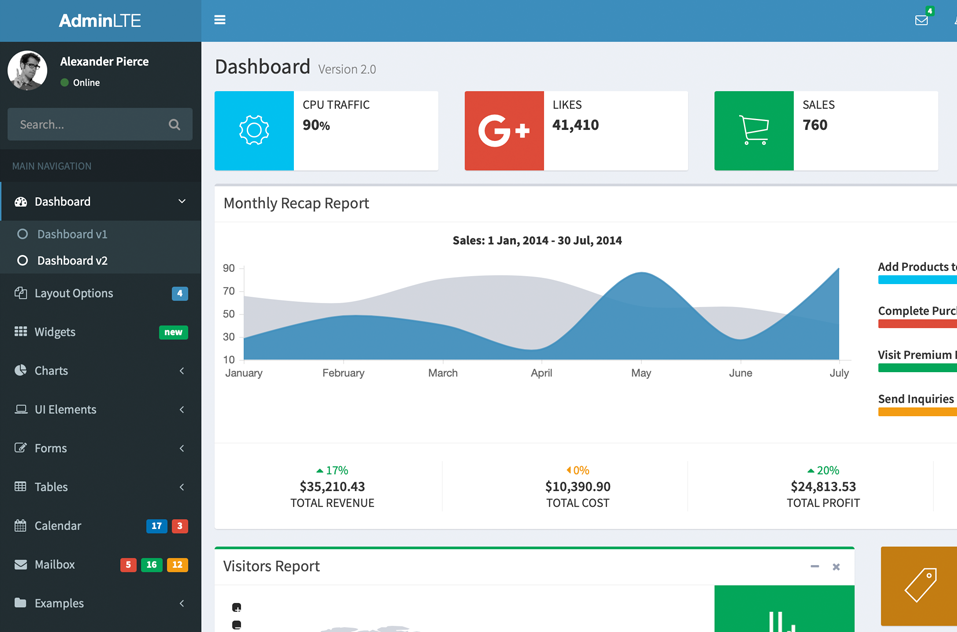 AdminLTE
4
Alexander Pierce
Online
Search...
MAIN NAVIGATION
Dashboard
Dashboard v1
Dashboard v2
Layout Options 4
Widgets new
Charts
UI Elements
Forms
Tables
Calendar 17 3
Mailbox 5 16 12
Examples
Dashboard Version 2.0
CPU TRAFFIC
90%
G+
LIKES
41,410
SALES
760
Monthly Recap Report
Sales: 1 Jan, 2014 - 30 Jul, 2014
90
70
50
30
10
January February March April May June July
Add Products
Complete
Visit Premium
Send Inquiries
17%
$35,210.43
TOTAL REVENUE
0%
$10,390.90
TOTAL COST
20%
$24,813.53
TOTAL PROFIT
Visitors Report